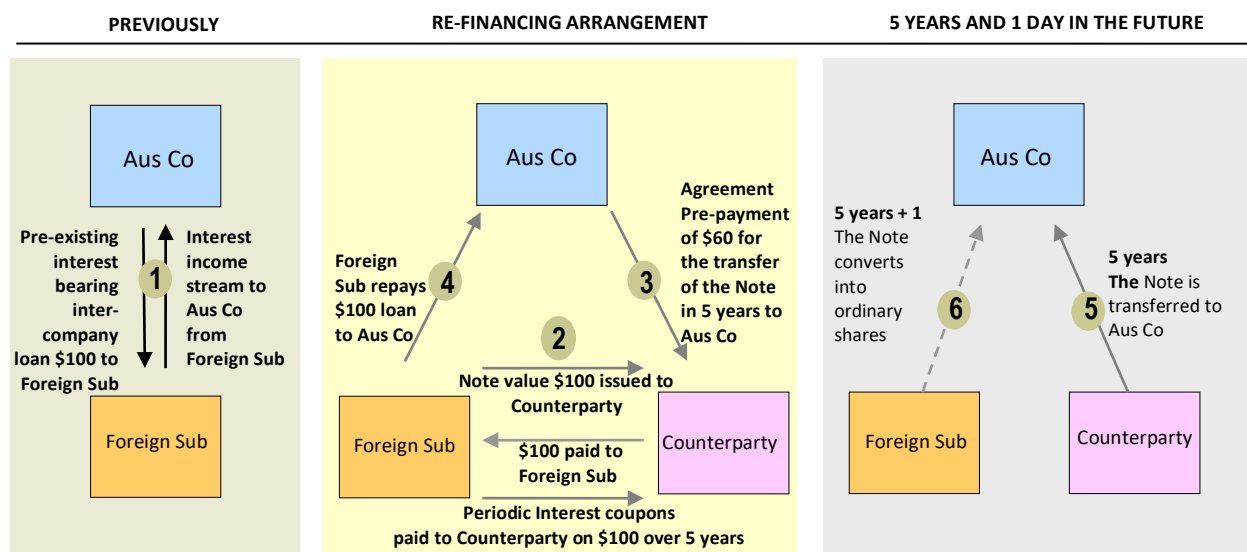 PREVIOUSLY
RE-FINANCING ARRANGEMENT
5 YEARS AND 1 DAY IN THE FUTURE
Aus Co
Pre-existing
interest
bearing
inter-
company
loan $100 to
Foreign Sub
1
Interest
income
stream to
Aus Co
from
Foreign Sub
Foreign Sub
Aus Co
Foreign
Sub repays
$100 loan
to Aus Co
4
3
Agreement
Pre-payment
of $60 for
the transfer
of the Note
in 5 years to
Aus Co
2
Note value $100 issued to
Counterparty
Foreign Sub
Counterparty
$100 paid to
Foreign Sub
Periodic Interest coupons
paid to Counterparty on $100 over 5 years
Aus Co
5 years + 1
The Note
converts
into
ordinary
shares
6
5
5 years
The Note is
transferred to
Aus Co
Foreign Sub
Counterparty